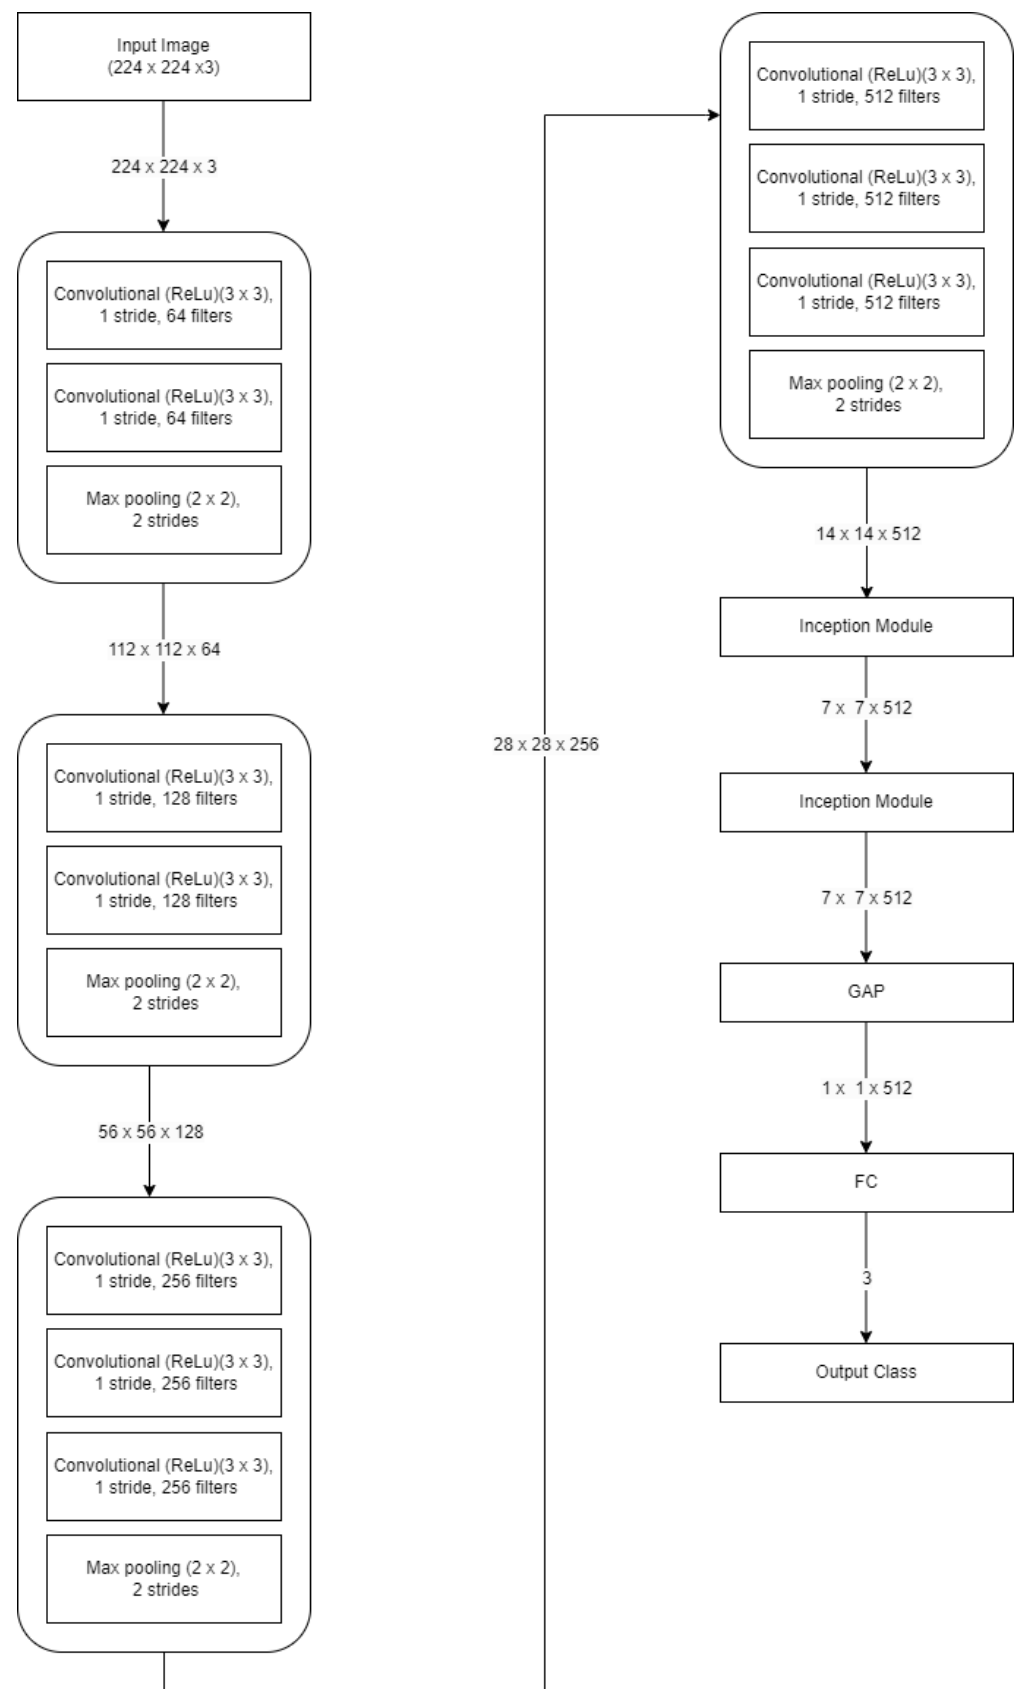 Input Image
(224 x 224 x3)
224 x 224 x 3
Convolutional (ReLu)(3 x 3),
1 stride, 64 filters
Convolutional (ReLu)(3 x 3),
1 stride, 64 filters
Max pooling (2 x 2),
2 strides
112 x 112 x 64
Convolutional (ReLu)(3 x 3),
1 stride, 128 filters
Convolutional (ReLu)(3 x 3),
1 stride, 128 filters
Max pooling (2 x 2),
2 strides
56 x 56 x 128
Convolutional (ReLu)(3 x 3),
1 stride, 256 filters
Convolutional (ReLu)(3 x 3),
1 stride, 256 filters
Convolutional (ReLu)(3 x 3),
1 stride, 256 filters
Max pooling (2 x 2),
2 strides
28 x 28 x 256
Convolutional (ReLu)(3 x 3),
1 stride, 512 filters
Convolutional (ReLu)(3 x 3),
1 stride, 512 filters
Convolutional (ReLu)(3 x 3),
1 stride, 512 filters
Max pooling (2 x 2),
2 strides
14 x 14 x 512
Inception Module
7 x  7 x 512
Inception Module
7 x  7 x 512
GAP
1 x  1 x 512
FC
3
Output Class